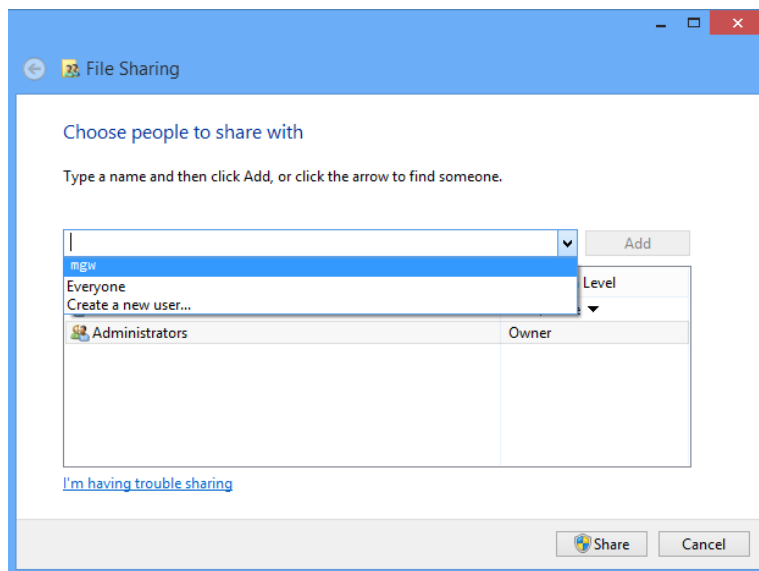 File Sharing
Choose people to share with
Type a name and then click Add, or click the arrow to find someone.
Add
mgw
Everyone
Level
Create a new user...
Administrators Owner
I'm having trouble sharing
Share Cancel